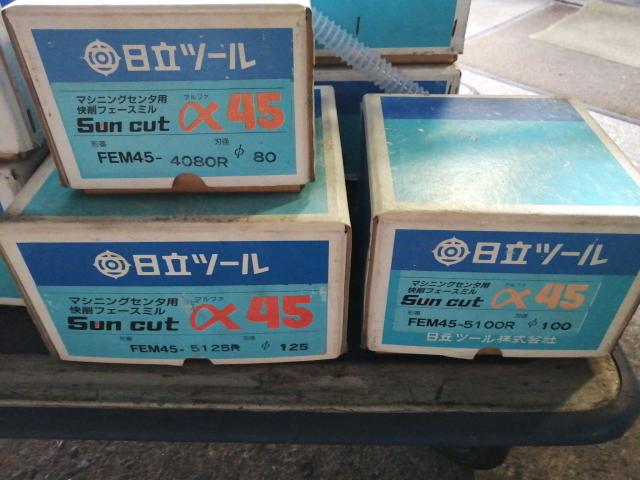 日立ツール
マシニングセンタ用
快削フェースミル
アルファ
Sun cut α45
形番 刃径
FEM45-4080R φ 80
日立ツール
マシニングセンタ用
快削フェースミル
アルファ
Sun cut α45
形番 刃径
FEM45-5125R φ 125
日立ツール
マシニングセンタ用
快削フェースミル
アルファ
Sun cut α45
形番 刃径
FEM45-5100R φ 100
日立ツール株式会社